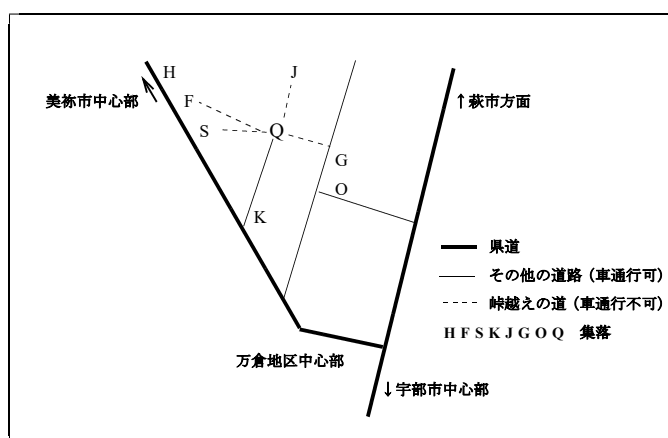 H
J
美祢市中心部
F
↑萩市方面
S
Q
G
O
K
県道
その他の道路（車通行可）
峠越えの道（車通行不可）
H F S K J G O Q 集落
万倉地区中心部
↓宇部市中心部